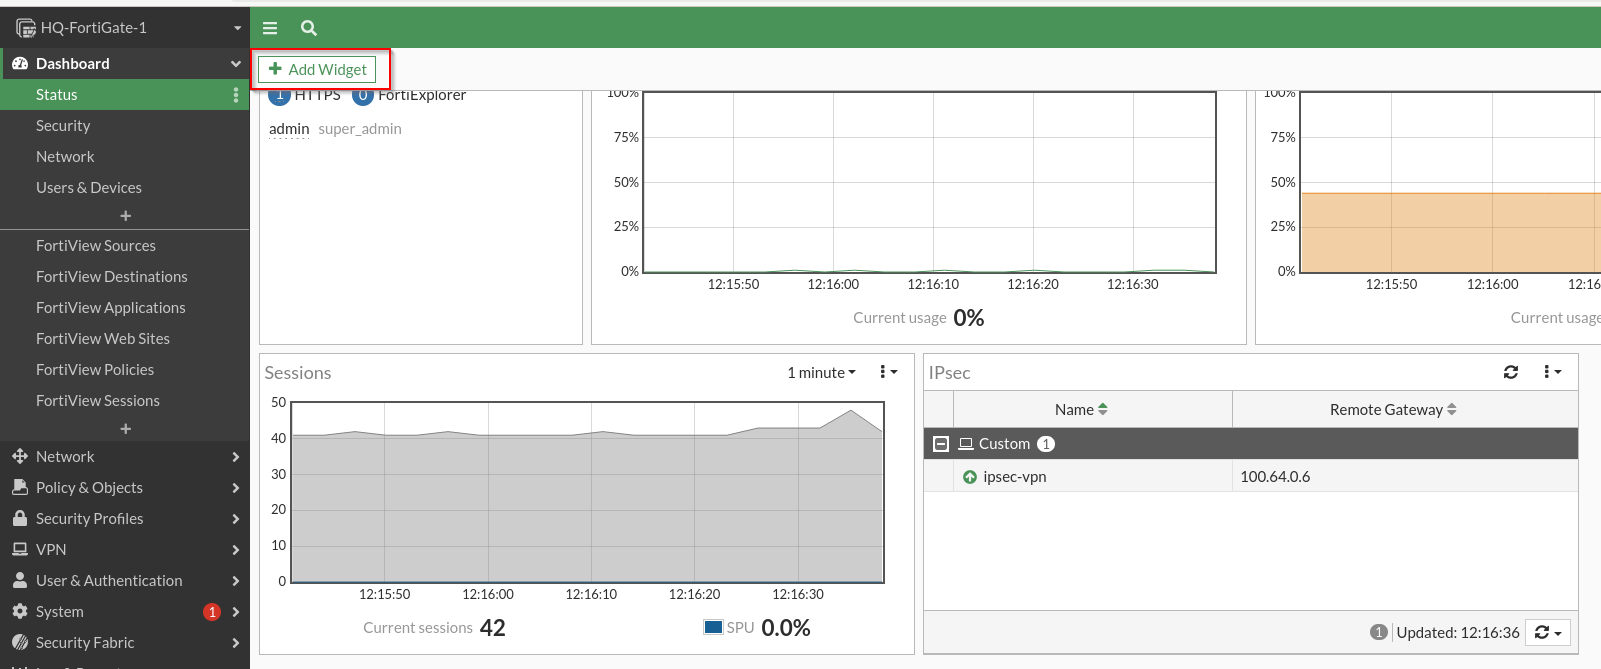 HQ-FortiGate-1
Dashboard
Status
Security
Network
Users & Devices
FortiView Sources
FortiView Destinations
FortiView Applications
FortiView Web Sites
FortiView Policies
FortiView Sessions
Network
Policy & Objects
Security Profiles
VPN
User & Authentication
System 1
Security Fabric
Add Widget
1 HTTPS 0 FortiExplorer
admin super_admin
100%
75%
50%
25%
0%
12:15:50 12:16:00 12:16:10 12:16:20 12:16:30
Current usage 0%
100%
75%
50%
25%
0%
12:15:50 12:16:00 12:16
Current usage
Sessions 1 minute
50
40
30
20
10
0
12:15:50 12:16:00 12:16:10 12:16:20 12:16:30
Current sessions 42 SPU 0.0%
IPsec
Name Remote Gateway
Custom 1
ipsec-vpn 100.64.0.6
1 Updated: 12:16:36